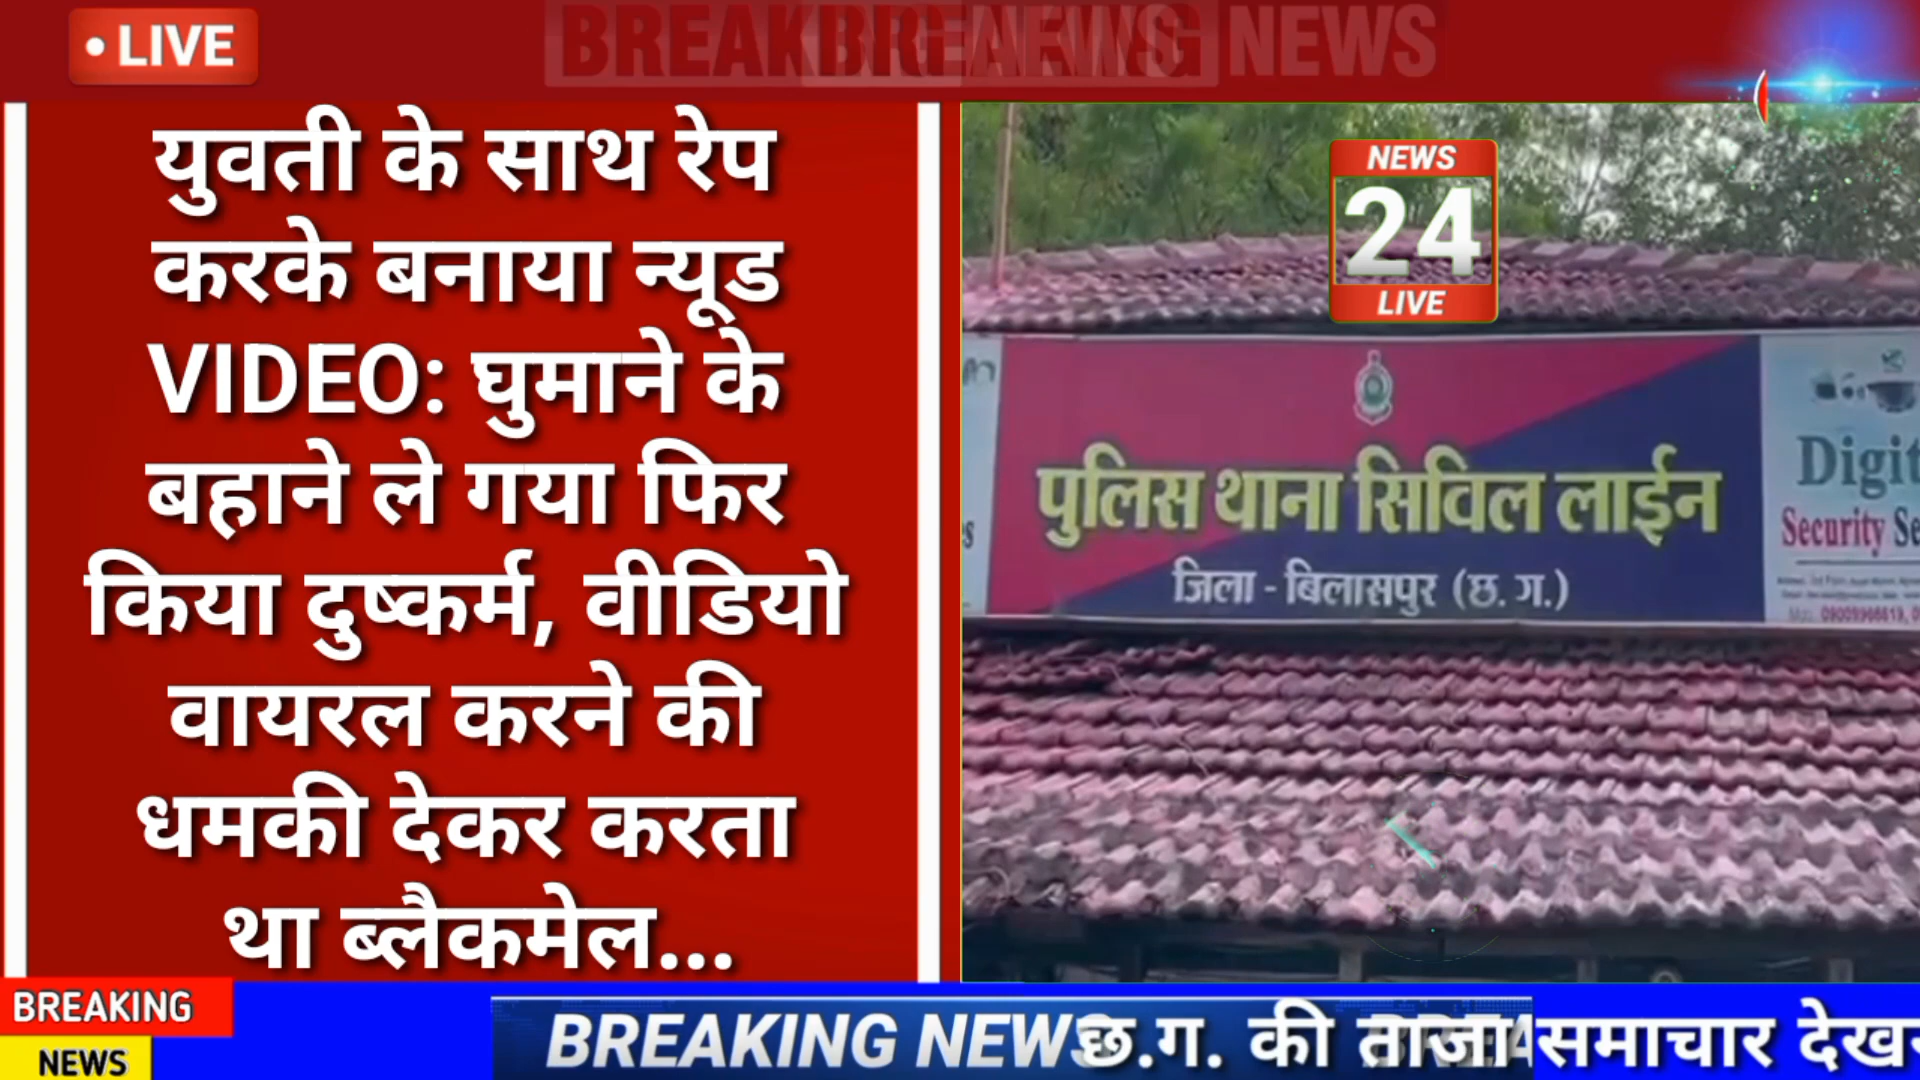 • LIVE
BREAKING NEWS
युवती के साथ रेप
करके बनाया न्यूड
VIDEO: घुमाने के
बहाने ले गया फिर
किया दुष्कर्म, वीडियो
वायरल करने की
धमकी देकर करता
था ब्लैकमेल...
NEWS
24
LIVE
पुलिस थाना सिविल लाईन
जिला - बिलासपुर (छ. ग.)
Digit
Security Se
BREAKING
NEWS
BREAKING NEWS
छ.ग. की ताजा समाचार देख